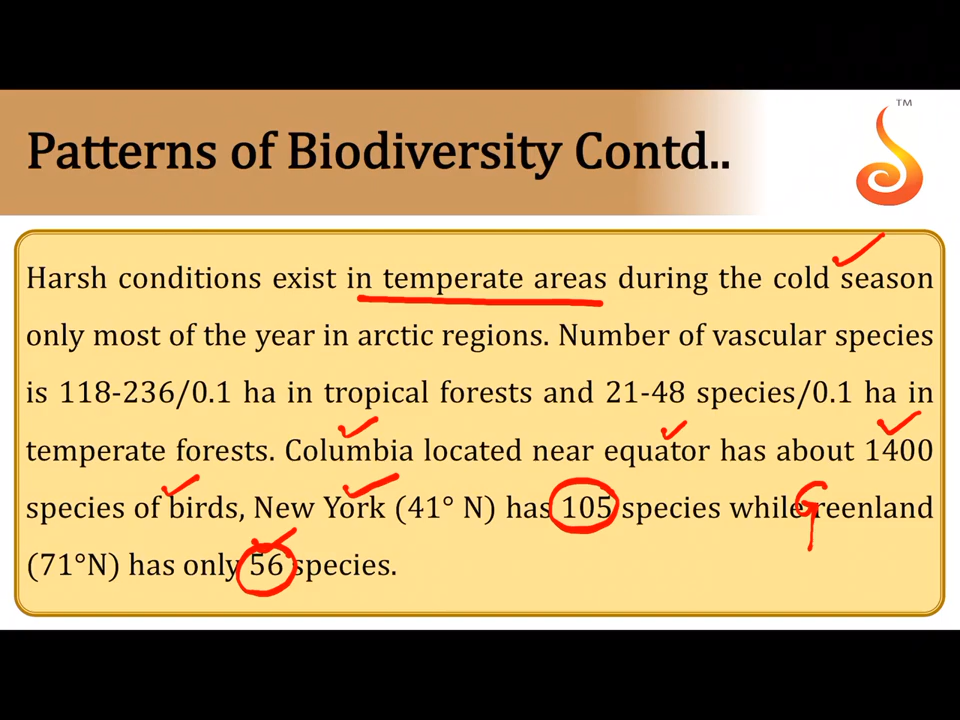 TM
Patterns of Biodiversity Contd..
Harsh conditions exist in temperate areas during the cold season
only most of the year in arctic regions. Number of vascular species
is 118-236/0.1 ha in tropical forests and 21-48 species/0.1 ha in
temperate forests. Columbia located near equator has about 1400
species of birds, New York (41° N) has 105 species while Greenland
(71°N) has only 56 species.